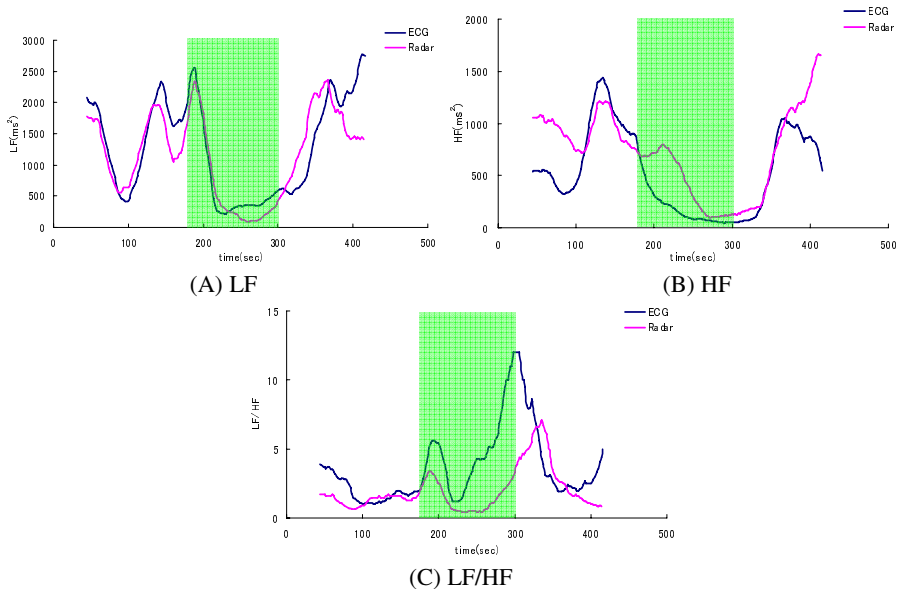 ECG
Radar
3000
2500
2000
1500
1000
500
0
LF(ms²)
0 100 200 300 400 500
time(sec)
(A) LF
ECG
Radar
2000
1500
1000
500
0
HF(ms²)
0 100 200 300 400 500
time(sec)
(B) HF
ECG
Radar
15
10
5
0
LF/HF
0 100 200 300 400 500
time(sec)
(C) LF/HF